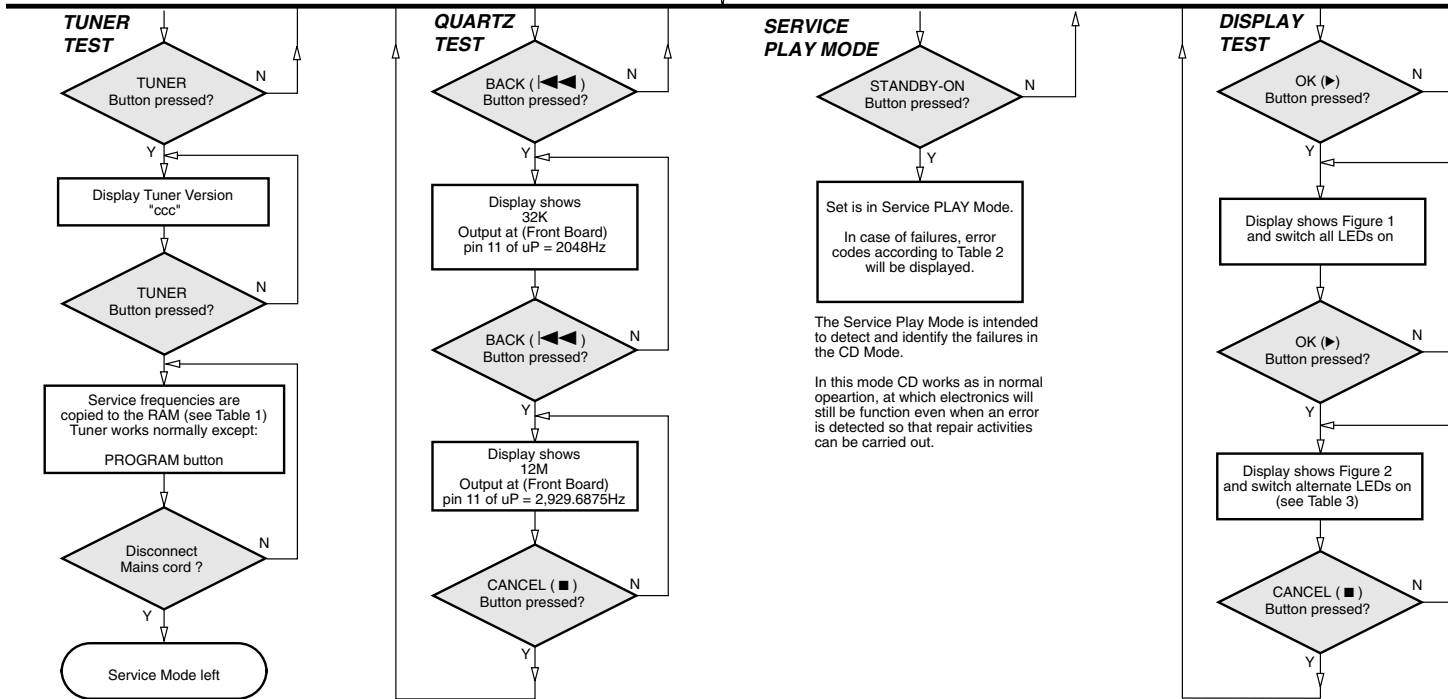 TUNER
TEST
TUNER
Button pressed?
N
Y
Display Tuner Version
"ccc"
TUNER
Button pressed?
N
Y
Service frequencies are
copied to the RAM (see Table 1)
Tuner works normally except:
PROGRAM button
Disconnect
Mains cord ?
N
Y
Service Mode left
QUARTZ
TEST
BACK ( |◀◀ )
Button pressed?
N
Y
Display shows
32K
Output at (Front Board)
pin 11 of uP = 2048Hz
BACK ( |◀◀ )
Button pressed?
N
Y
Display shows
12M
Output at (Front Board)
pin 11 of uP = 2,929.6875Hz
CANCEL ( ■ )
Button pressed?
N
Y
SERVICE
PLAY MODE
STANDBY-ON
Button pressed?
N
Y
Set is in Service PLAY Mode.
In case of failures, error
codes according to Table 2
will be displayed.
The Service Play Mode is intended
to detect and identify the failures in
the CD Mode.
In this mode CD works as in normal
opeartion, at which electronics will
still be function even when an error
is detected so that repair activities
can be carried out.
DISPLAY
TEST
OK (▶)
Button pressed?
N
Y
Display shows Figure 1
and switch all LEDs on
OK (▶)
Button pressed?
N
Y
Display shows Figure 2
and switch alternate LEDs on
(see Table 3)
CANCEL ( ■ )
Button pressed?
N
Y